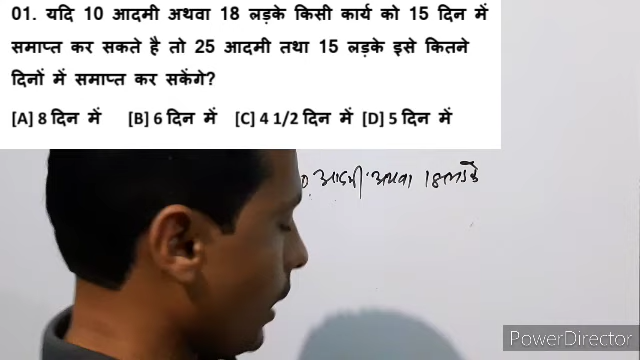 01. यदि 10 आदमी अथवा 18 लड़के किसी कार्य को 15 दिन में
समाप्त कर सकते है तो 25 आदमी तथा 15 लड़के इसे कितने
दिनों में समाप्त कर सकेंगे?
[A] 8 दिन में [B] 6 दिन में [C] 4 1/2 दिन में [D] 5 दिन में
आदमी अथवा 18 लड़के
PowerDirector